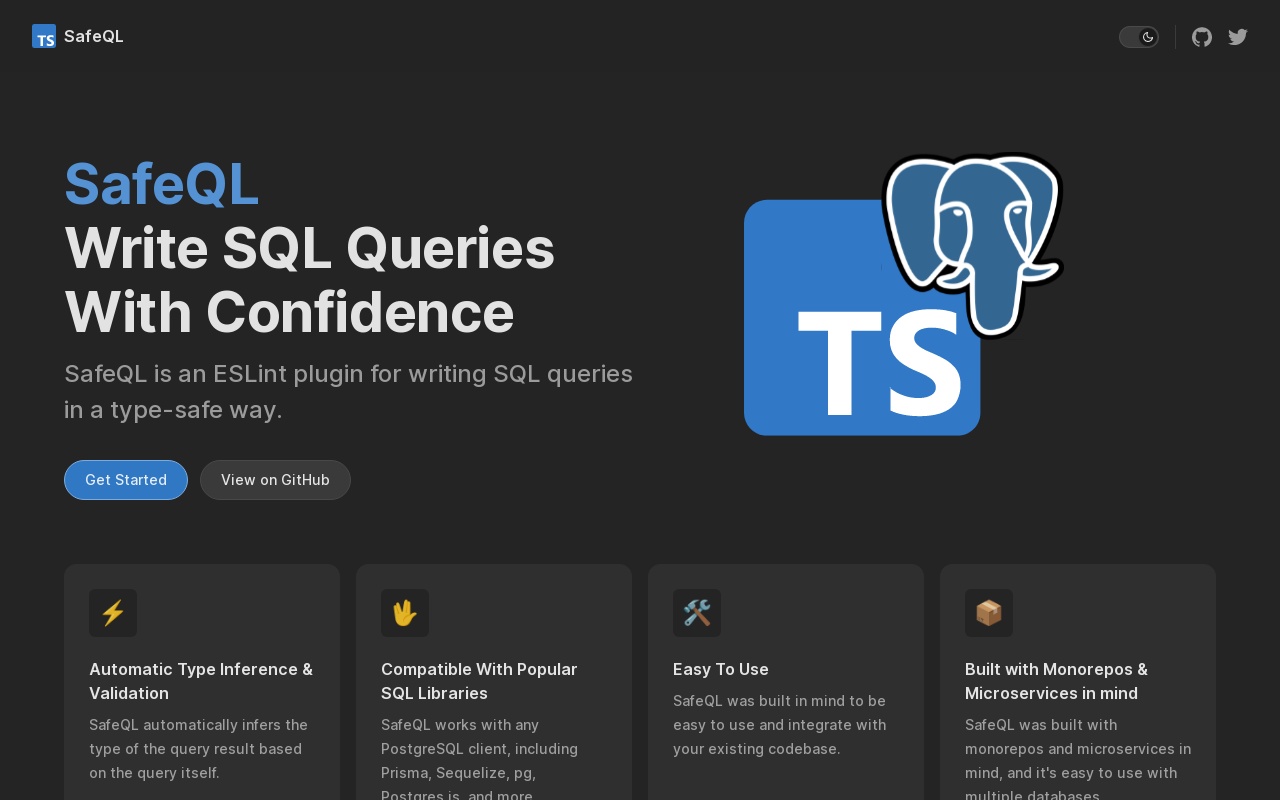 TS SafeQL
SafeQL
Write SQL Queries
With Confidence
SafeQL is an ESLint plugin for writing SQL queries
in a type-safe way.
Get Started
View on GitHub
TS
Automatic Type Inference &
Validation
SafeQL automatically infers the
type of the query result based
on the query itself.
Compatible With Popular
SQL Libraries
SafeQL works with any
PostgreSQL client, including
Prisma, Sequelize, pg,
Postgres.js, and more.
Easy To Use
SafeQL was built in mind to be
easy to use and integrate with
your existing codebase.
Built with Monorepos &
Microservices in mind
SafeQL was built with
monorepos and microservices in
mind, and it's easy to use with
multiple databases.